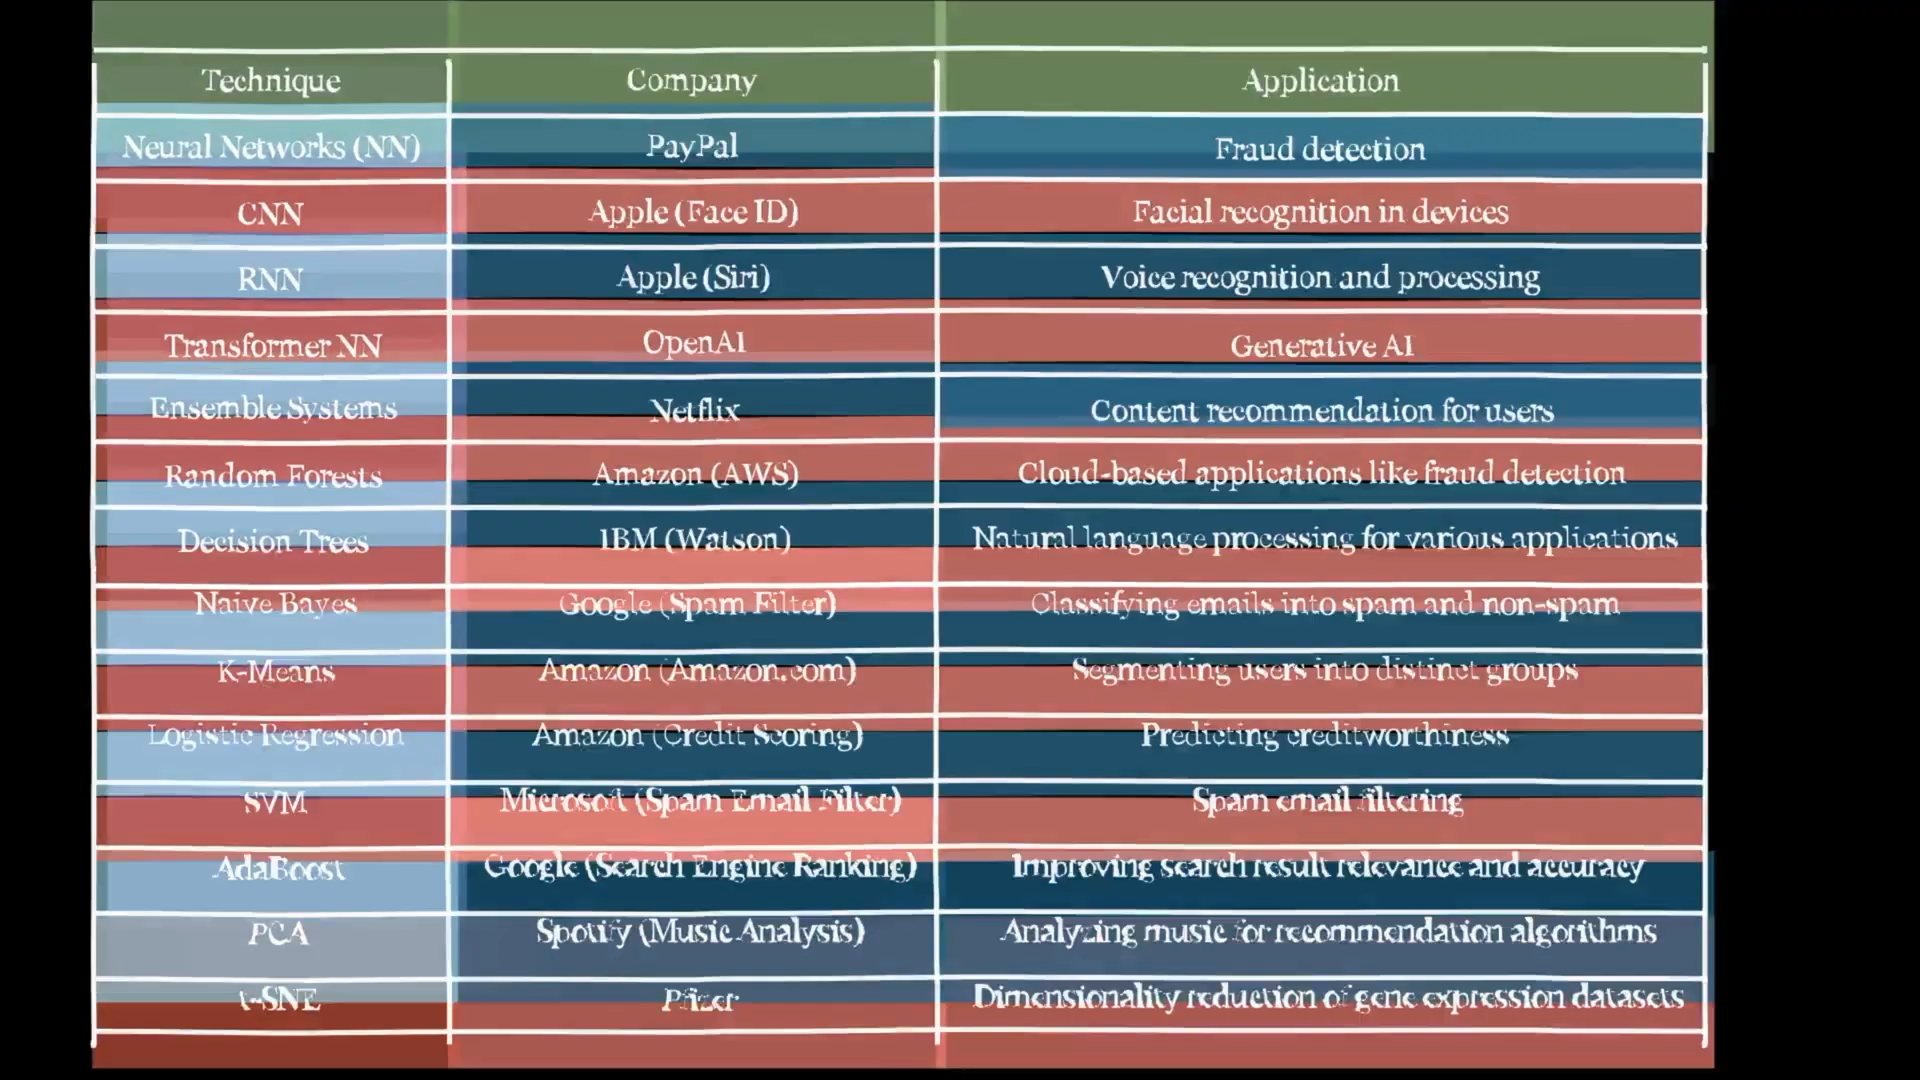 Technique Company Application
Neural Networks (NN) PayPal Fraud detection
CNN Apple (Face ID) Facial recognition in devices
RNN Apple (Siri) Voice recognition and processing
Transformer NN OpenAI Generative AI
Ensemble Systems Netflix Content recommendation for users
Random Forests Amazon (AWS) Cloud-based applications like fraud detection
Decision Trees IBM (Watson) Natural language processing for various applications
Naive Bayes Google (Spam Filter) Classifying emails into spam and non-spam
K-Means Amazon (Amazon.com) Segmenting users into distinct groups
Logistic Regression Amazon (Credit Scoring) Predicting creditworthiness
SVM Microsoft (Spam Email Filter) Spam email filtering
AdaBoost Google (Search Engine Ranking) Improving search result relevance and accuracy
PCA Spotify (Music Analysis) Analyzing music for recommendation algorithms
t-SNE Pfizer Dimensionality reduction of gene expression datasets